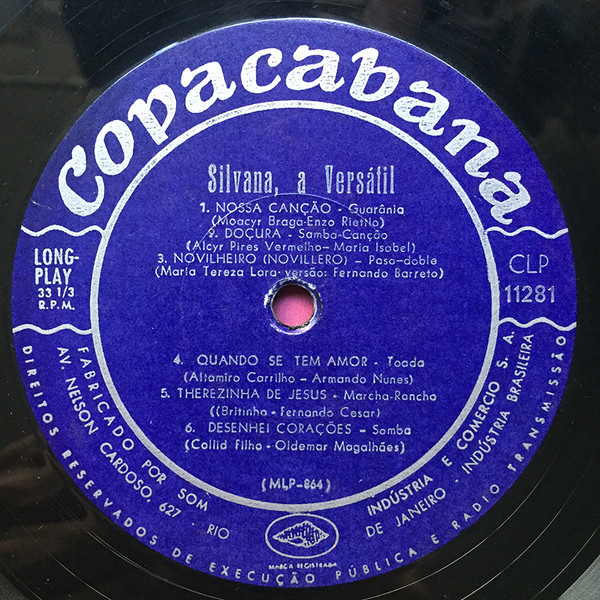 Copacabana
Silvana, a Versátil
1. NOSSA CANÇÃO - Guarânia
(Moacyr Braga-Enzo Riettio)
2. DOÇURA - Samba-Canção
(Alcyr Pires Vermelho- Maria Isobel)
3. NOVILHEIRO (NOVILLERO) - Paso-doble
(Maria Tereza Lara- versão: Fernando Barreto)
LONG-
PLAY
33 1/3
R.P.M.
CLP
11281
4. QUANDO SE TEM AMOR - Toada
(Altamiro Carrilho - Armando Nunes)
5. THEREZINHA DE JESUS - Marcha-Rancho
((Britinho - Fernando Cesar)
6. DESENHEI CORAÇÕES - Samba
(Collid Filho - Oldemar Magalhães)
(MLP-864)
FABRICADO POR SOM INDÚSTRIA E COMERCIO S. A.
AV. NELSON CARDOSO, 627 - RIO DE JANEIRO - INDÚSTRIA BRASILEIRA
MARCA REGISTRADA
DIREITOS RESERVADOS DE EXECUÇÃO PÚBLICA E RADIO TRANSMISSÃO